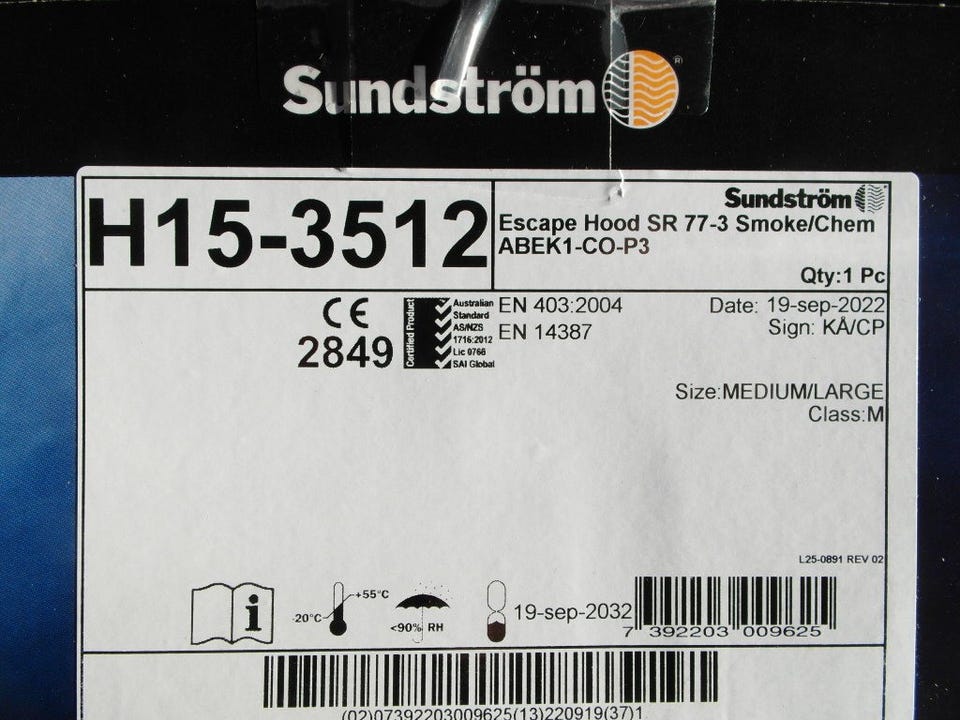 Sundström®
H15-3512
Sundström
Escape Hood SR 77-3 Smoke/Chem
ABEK1-CO-P3
Qty:1 Pc
CE
2849
Certified Product
Australian
Standard
AS/NZS
1716:2012
Lic 0766
SAI Global
EN 403:2004
EN 14387
Date: 19-sep-2022
Sign: KÅ/CP
Size:MEDIUM/LARGE
Class:M
L25-0891 REV 02
i
-20°C
+55°C
<90% RH
19-sep-2032
7 392203 009625
(02)07392203009625(13)220919(37)1